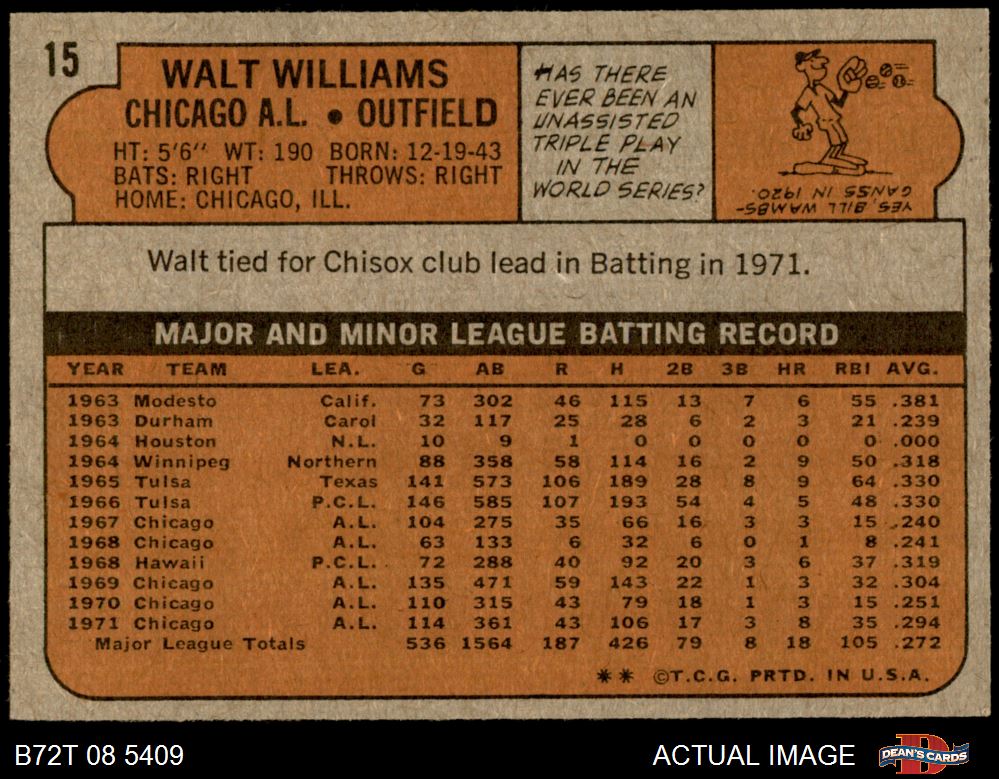 15
WALT WILLIAMS
CHICAGO A.L. • OUTFIELD
HT: 5'6" WT: 190 BORN: 12-19-43
BATS: RIGHT THROWS: RIGHT
HOME: CHICAGO, ILL.
HAS THERE
EVER BEEN AN
UNASSISTED
TRIPLE PLAY
IN THE
WORLD SERIES?
YES, BILL WAMBS-
GANSS IN 1920.
Walt tied for Chisox club lead in Batting in 1971.
MAJOR AND MINOR LEAGUE BATTING RECORD
YEAR TEAM LEA. G AB R H 2B 3B HR RBI AVG.
1963 Modesto Calif. 73 302 46 115 13 7 6 55 .381
1963 Durham Carol 32 117 25 28 6 2 3 21 .239
1964 Houston N.L. 10 9 1 0 0 0 0 0 .000
1964 Winnipeg Northern 88 358 58 114 16 2 9 50 .318
1965 Tulsa Texas 141 573 106 189 28 8 9 64 .330
1966 Tulsa P.C.L. 146 585 107 193 54 4 5 48 .330
1967 Chicago A.L. 104 275 35 66 16 3 3 15 .240
1968 Chicago A.L. 63 133 6 32 6 0 1 8 .241
1968 Hawaii P.C.L. 72 288 40 92 20 3 6 37 .319
1969 Chicago A.L. 135 471 59 143 22 1 3 32 .304
1970 Chicago A.L. 110 315 43 79 18 1 3 15 .251
1971 Chicago A.L. 114 361 43 106 17 3 8 35 .294
Major League Totals 536 1564 187 426 79 8 18 105 .272
** ©T.C.G. PRTD. IN U.S.A.
B72T 08 5409
ACTUAL IMAGE
D
DEAN'S CARDS